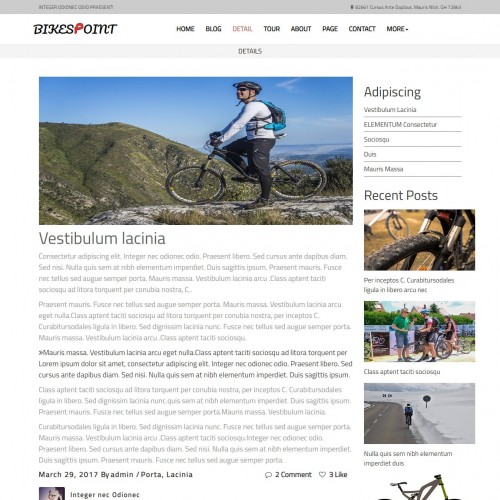 INTEGER ODIONEC ODIO PRAESENT!
82661 Cursus Ante Dapibus, Mauris Nibh, GH 72863
BIKESPOINT
HOME BLOG DETAIL TOUR ABOUT PAGE CONTACT MORE
DETAILS
Adipiscing
Vestibulum Lacinia
ELEMENTUM Consectetur
Sociosqu
Duis
Mauris Massa
Recent Posts
Per inceptos C. Curabitursodales
ligula in libero arcu nec
Class aptent taciti sociosqu
Nulla quis sem nibh elementum
imperdiet duis
Vestibulum lacinia
Consectetur adipiscing elit. Integer nec odionec odio. Praesent libero. Sed cursus ante dapibus diam.
Sed nisi. Nulla quis sem at nibh elementum imperdiet. Duis sagittis ipsum. Praesent mauris. Fusce
nec tellus sed augue semper porta. Mauris massa. Vestibulum lacinia arcu .Class aptent taciti
sociosqu ad litora torquent per conubia nostra, C..
Praesent mauris. Fusce nec tellus sed augue semper porta. Mauris massa. Vestibulum lacinia arcu
eget nulla.Class aptent taciti sociosqu ad litora torquent per conubia nostra, per inceptos C.
Curabitursodales ligula in libero. Sed dignissim lacinia nunc. Fusce nec tellus sed augue semper porta.
Mauris massa. Vestibulum lacinia arcu .Class aptent taciti sociosqu.
»Mauris massa. Vestibulum lacinia arcu eget nulla.Class aptent taciti sociosqu ad litora torquent per
Lorem ipsum dolor sit amet, consectetur adipiscing elit. Integer nec odionec odio. Praesent libero. Sed
cursus ante dapibus diam. Sed nisi. Nulla quis sem at nibh elementum imperdiet. Duis sagittis ipsum.
Class aptent taciti sociosqu ad litora torquent per conubia nostra, per inceptos C. Curabitursodales
ligula in libero. Sed dignissim lacinia nunc.quis sem at nibh elementum imperdiet. Duis sagittis ipsum.
Praesent mauris. Fusce nec tellus sed augue semper porta.Mauris massa. Vestibulum lacinia.
Curabitursodales ligula in libero. Sed dignissim lacinia nunc. Fusce nec tellus sed augue semper porta.
Mauris massa. Vestibulum lacinia arcu .Class aptent taciti sociosqu.Integer nec odionec odio. Praesent
libero. Sed cursus ante dapibus diam. Sed nisi. Nulla quis sem at nibh elementum imperdiet. Duis
sagittis ipsum. Praesent mauris. Fusce nec tellus sed augue semper porta.
March 29, 2017 By admin / Porta, Lacinia
2 Comment 3 Like
Integer nec Odionec